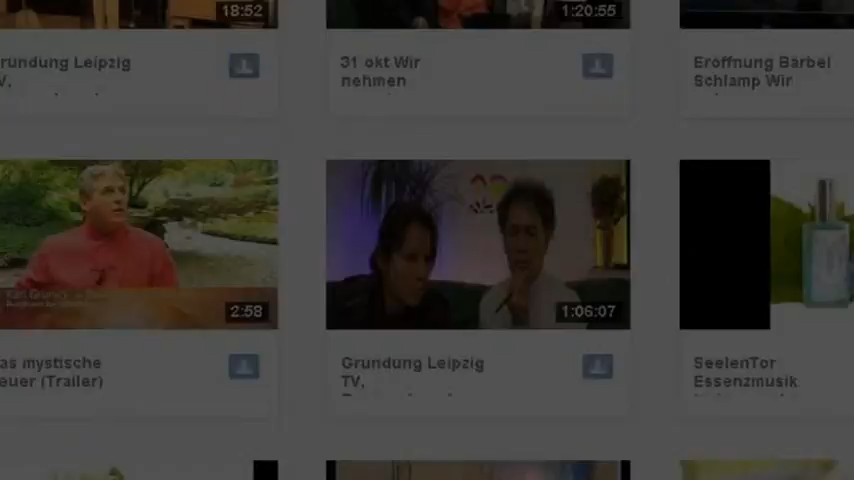 18:52
1:20:55
rundung Leipzig
V,
31 okt Wir
nehmen
Eröffnung Bärbel
Schlamp Wir
2:58
1:06:07
as mystische
euer (Trailer)
Gründung Leipzig
TV,
SeelenTor
Essenzmusik